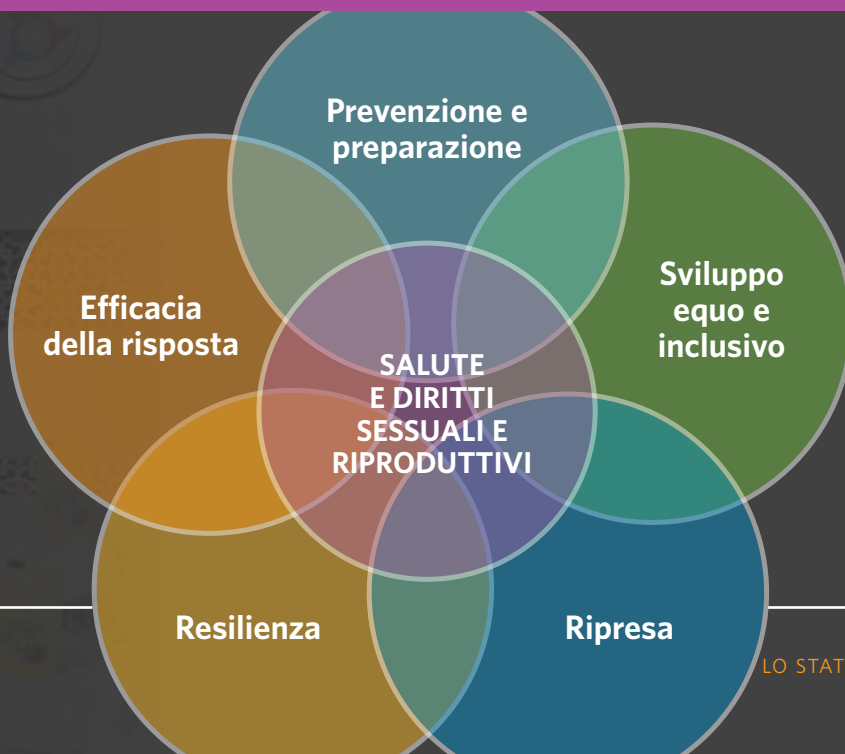 Prevenzione e
preparazione
Sviluppo
equo e
inclusivo
Efficacia
della risposta
SALUTE
E DIRITTI
SESSUALI E
RIPRODUTTIVI
Resilienza
Ripresa
LO STAT